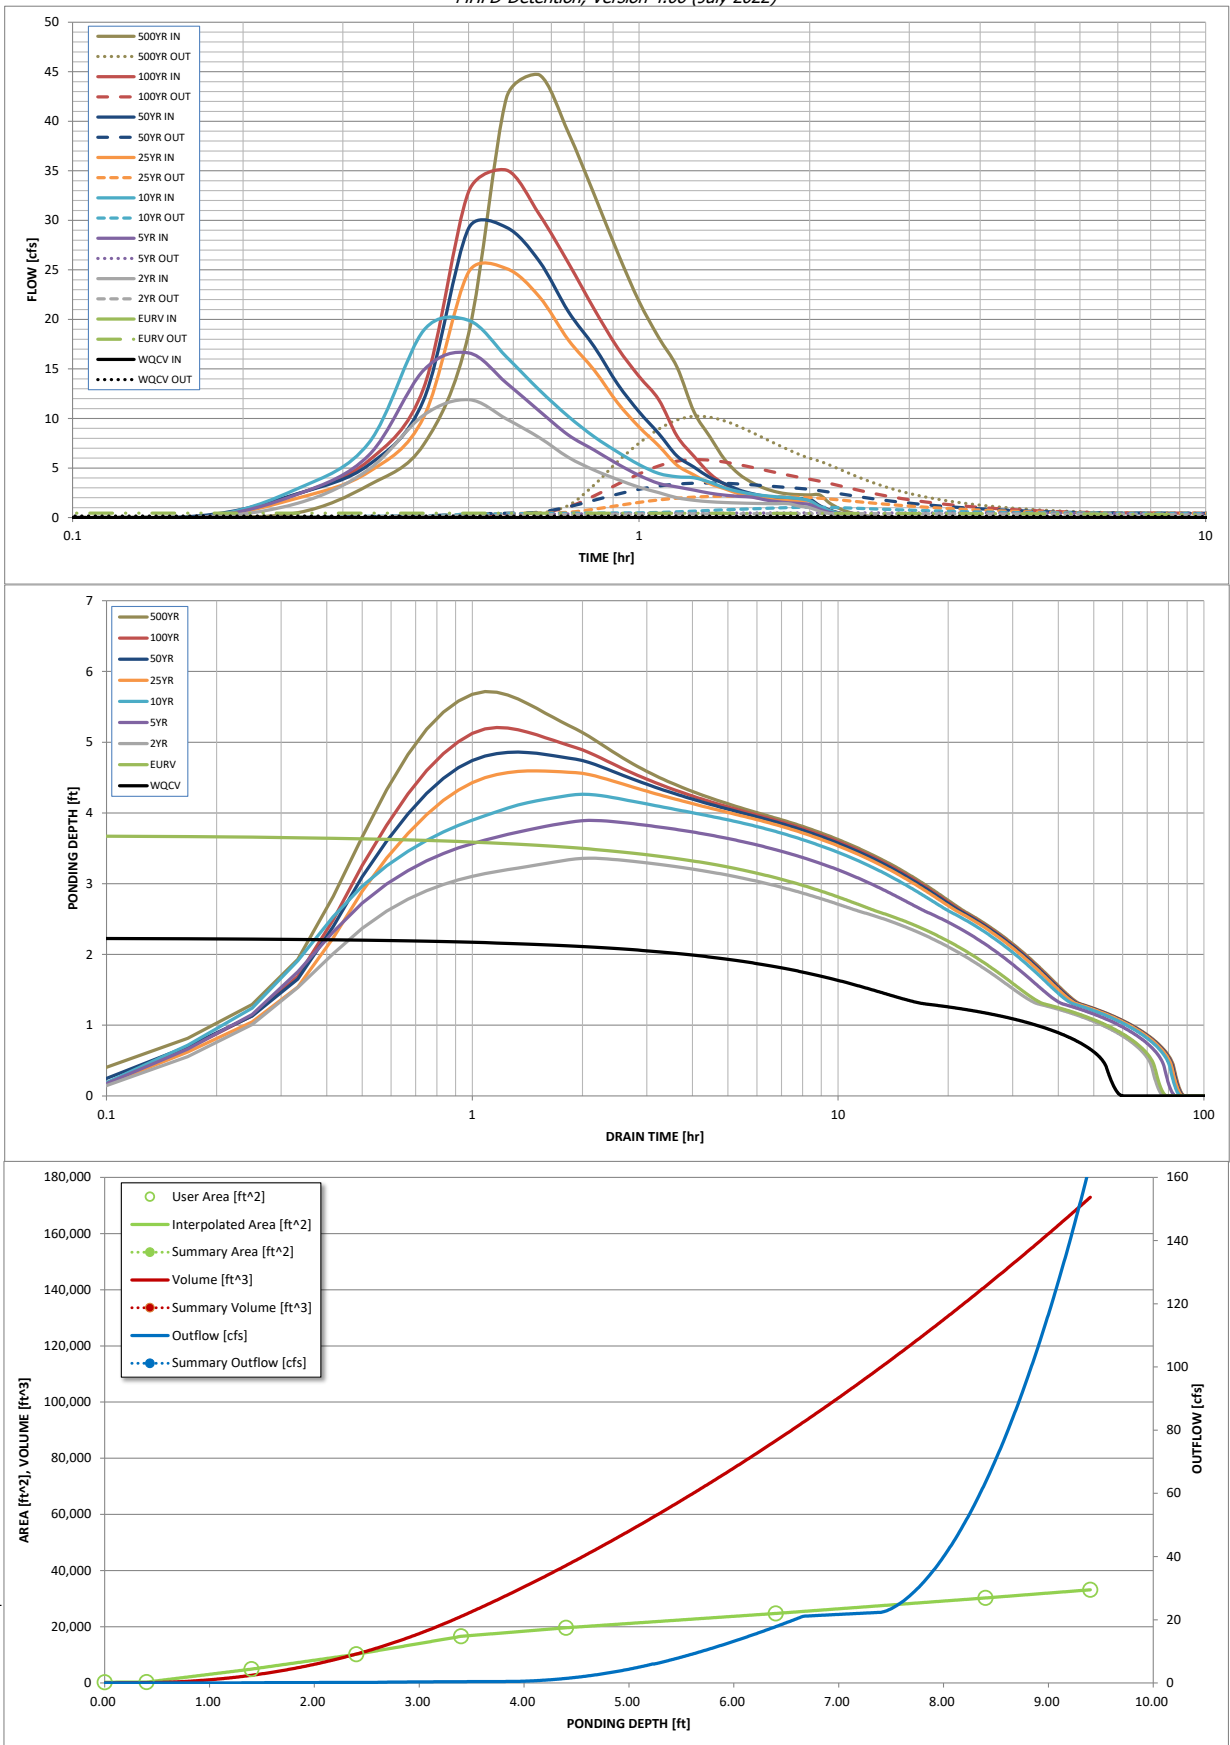 MHFD-Detention, Version 4.06 (July 2022)
50
45
40
35
30
25
20
15
10
5
0
FLOW [cfs]
500YR IN
500YR OUT
100YR IN
100YR OUT
50YR IN
50YR OUT
25YR IN
25YR OUT
10YR IN
10YR OUT
5YR IN
5YR OUT
2YR IN
2YR OUT
EURV IN
EURV OUT
WQCV IN
WQCV OUT
0.1
1
10
TIME [hr]
7
6
5
4
3
2
1
0
PONDING DEPTH [ft]
500YR
100YR
50YR
25YR
10YR
5YR
2YR
EURV
WQCV
0.1
1
10
100
DRAIN TIME [hr]
180,000
160,000
140,000
120,000
100,000
80,000
60,000
40,000
20,000
0
AREA [ft^2], VOLUME [ft^3]
User Area [ft^2]
Interpolated Area [ft^2]
Summary Area [ft^2]
Volume [ft^3]
Summary Volume [ft^3]
Outflow [cfs]
Summary Outflow [cfs]
160
140
120
100
80
60
40
20
0
OUTFLOW [cfs]
0.00
1.00
2.00
3.00
4.00
5.00
6.00
7.00
8.00
9.00
10.00
PONDING DEPTH [ft]